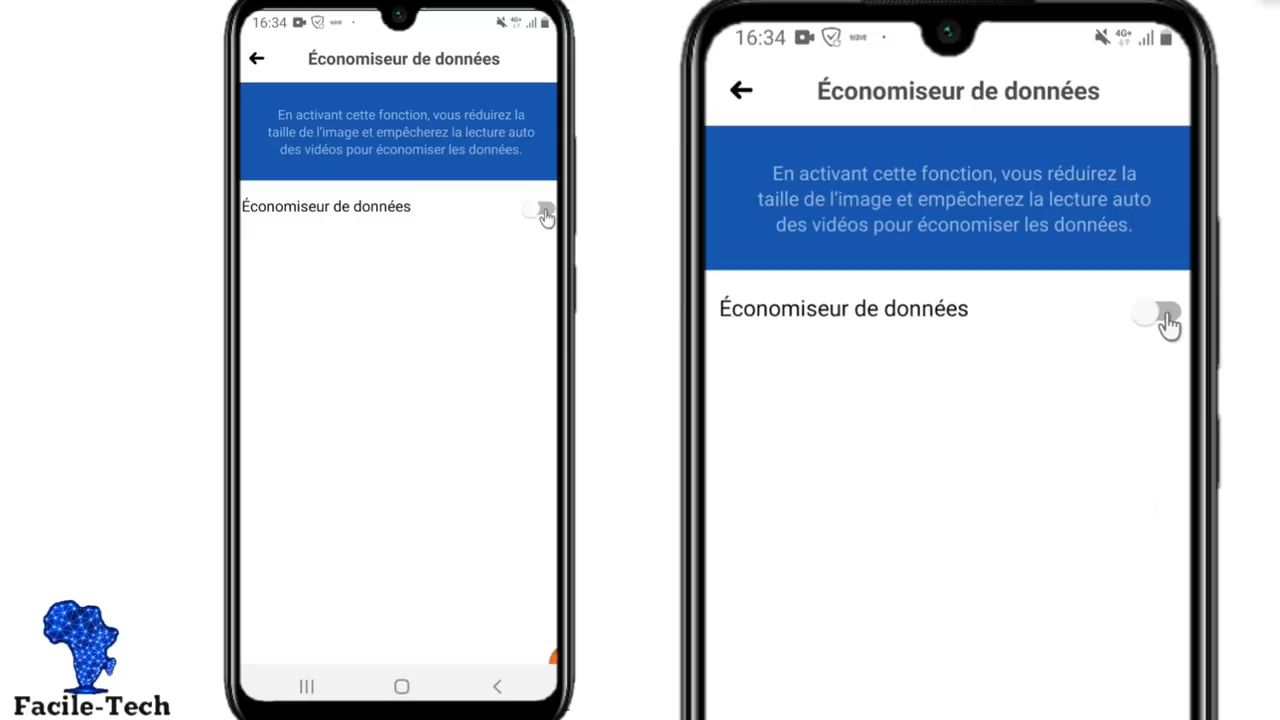 16:34
4G+
Économiseur de données
En activant cette fonction, vous réduirez la
taille de l'image et empêcherez la lecture auto
des vidéos pour économiser les données.
Économiseur de données
16:34 wave
4G+
Économiseur de données
En activant cette fonction, vous réduirez la
taille de l'image et empêcherez la lecture auto
des vidéos pour économiser les données.
Économiseur de données
Facile-Tech